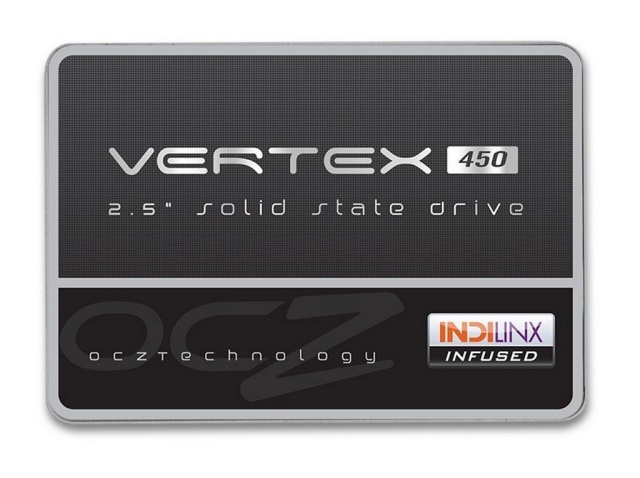 VERTEX 450
2.5" solid state drive
OCZ
OCZTechnology
INDILINX
INFUSED